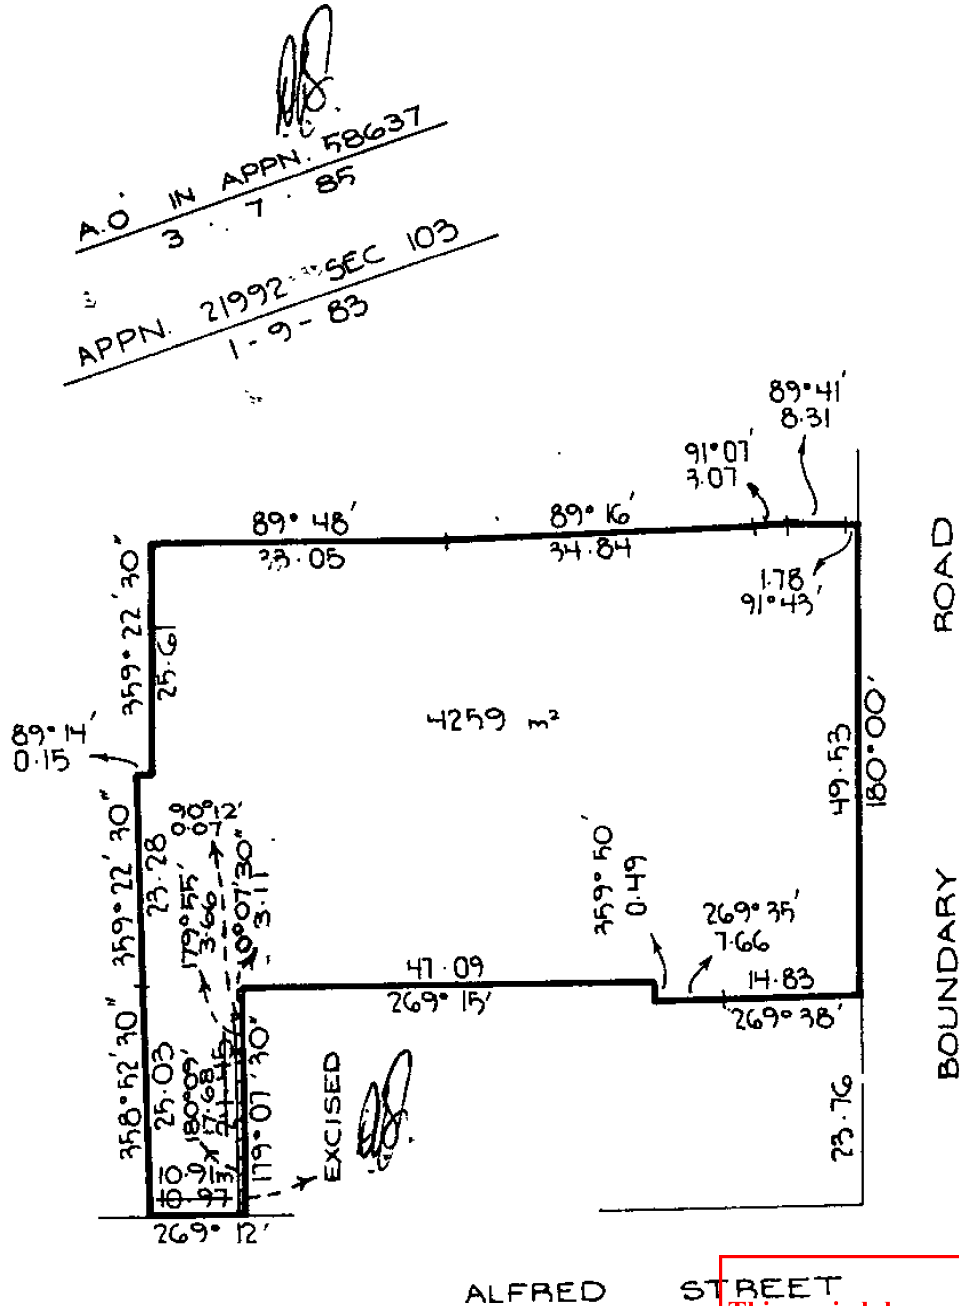 A.O IN APPN. 58637
3 . 7 . 85
APPN. 21992 SEC 103
1 - 9 - 83
89°41'
8.31
91°07'
3.07
89° 48'
33.05
89° 16'
34.84
1.78
91°43'
ROAD
359° 22' 30"
25.61
89° 14'
0.15
4259 m²
49.53
180°00'
359° 22' 30"
23.28
90°12'
0.07
179°55'
3.66
0°07'30"
3.11
359° 50'
0.49
269° 35'
7.66
47.09
269° 15'
14.83
269° 38'
BOUNDARY
358° 52' 30"
25.03
180°09'
17.68
179° 07' 30"
EXCISED
23.76
269° 12'
ALFRED STREET